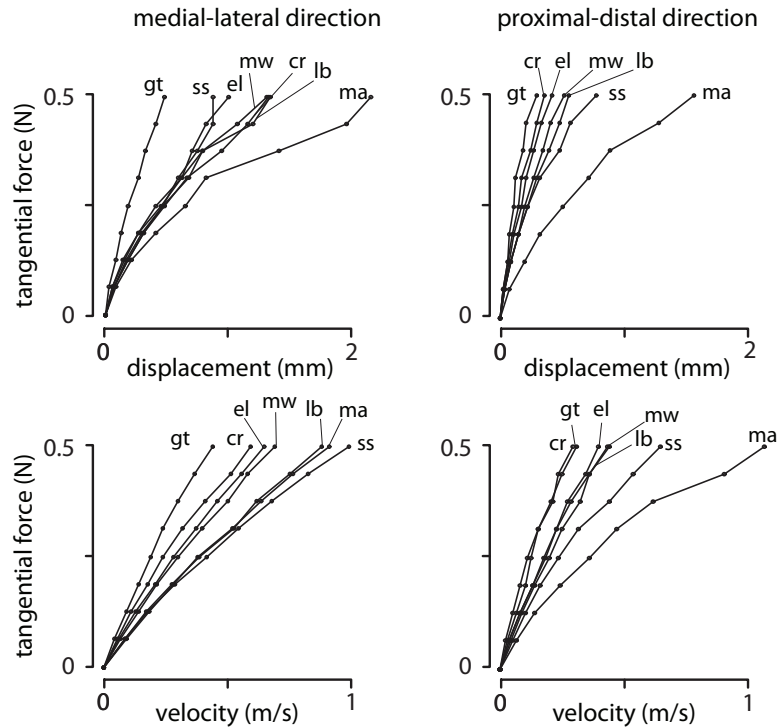 medial-lateral direction
proximal-distal direction
tangential force (N)
0.5
0
gt
ss
el
mw
cr
lb
ma
0
1
2
displacement (mm)
0.5
0
gt
cr
el
mw
lb
ss
ma
0
1
displacement (mm)
tangential force (N)
0.5
0
gt
cr
el
mw
lb
ma
ss
0
1
velocity (m/s)
0.5
0
cr
gt
el
lb
mw
ss
ma
0
1
velocity (m/s)